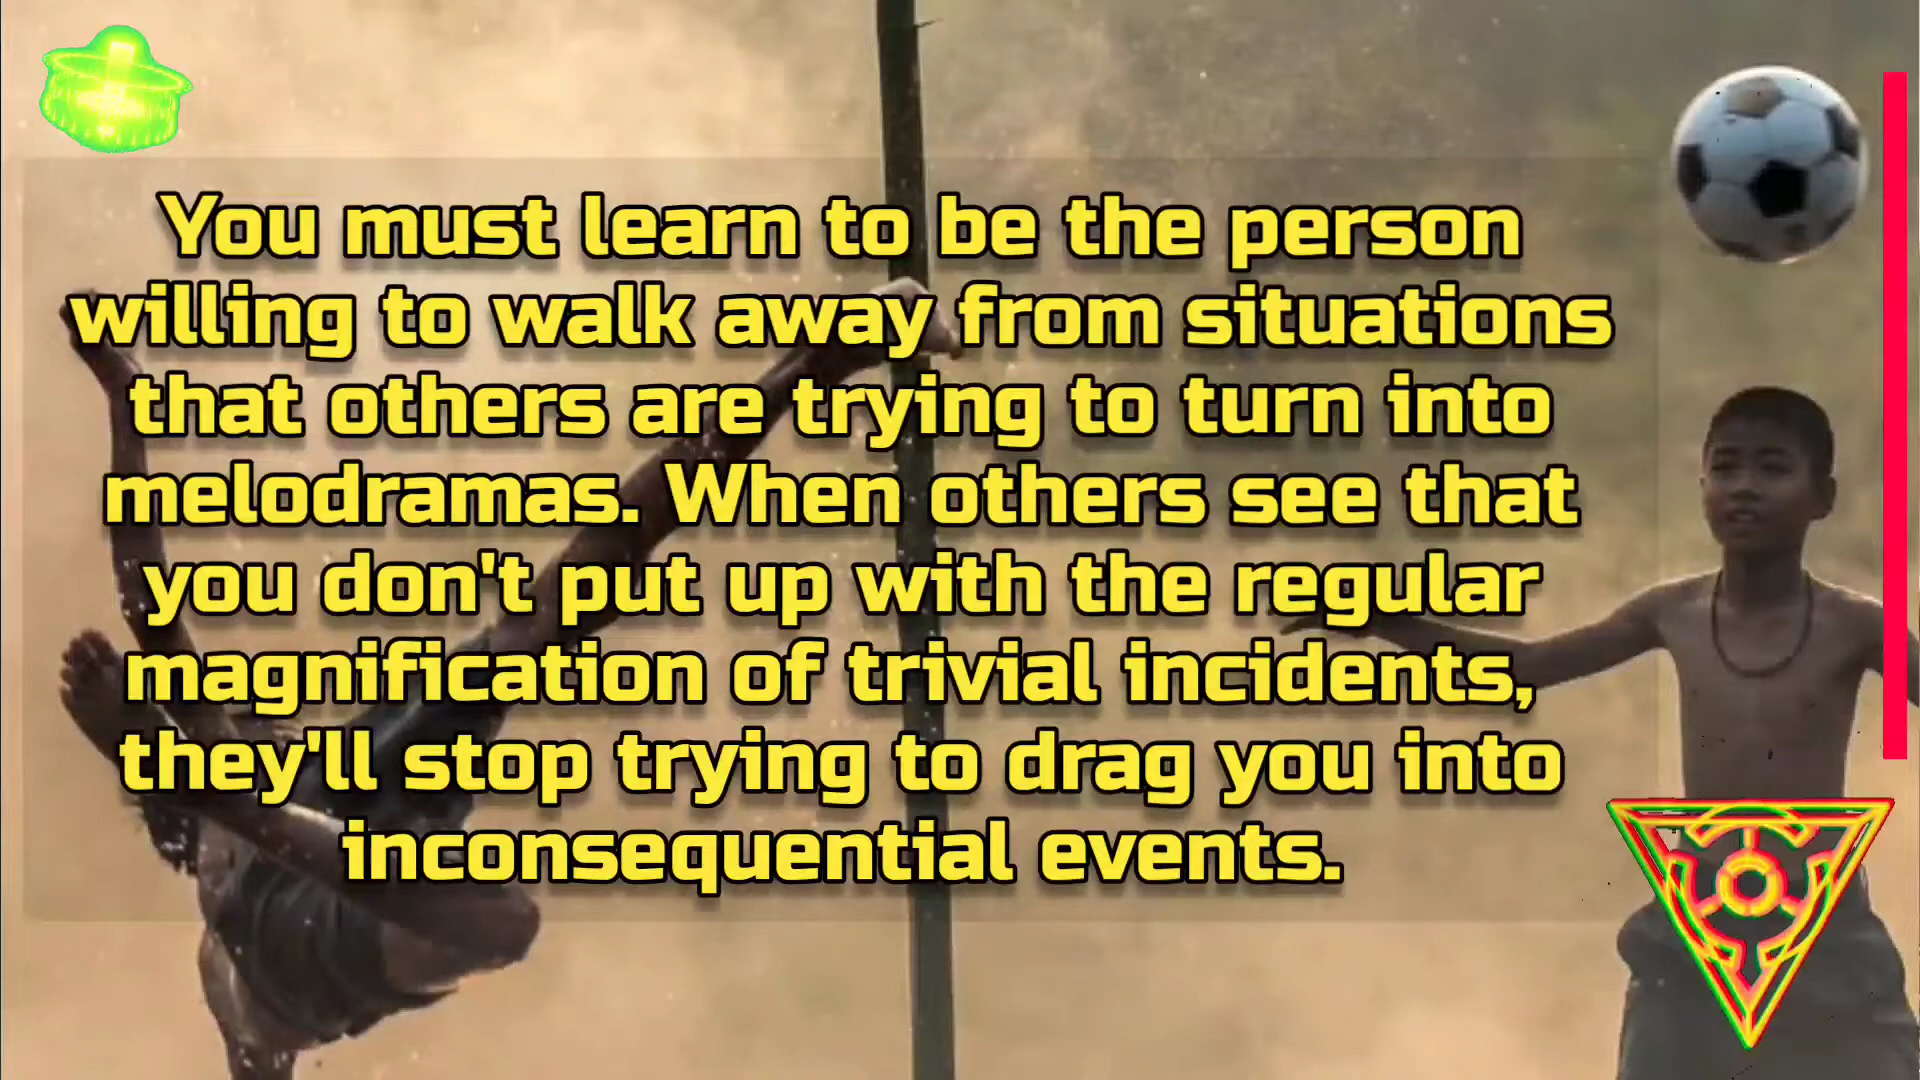 You must learn to be the person
willing to walk away from situations
that others are trying to turn into
melodramas. When others see that
you don't put up with the regular
magnification of trivial incidents,
they'll stop trying to drag you into
inconsequential events.